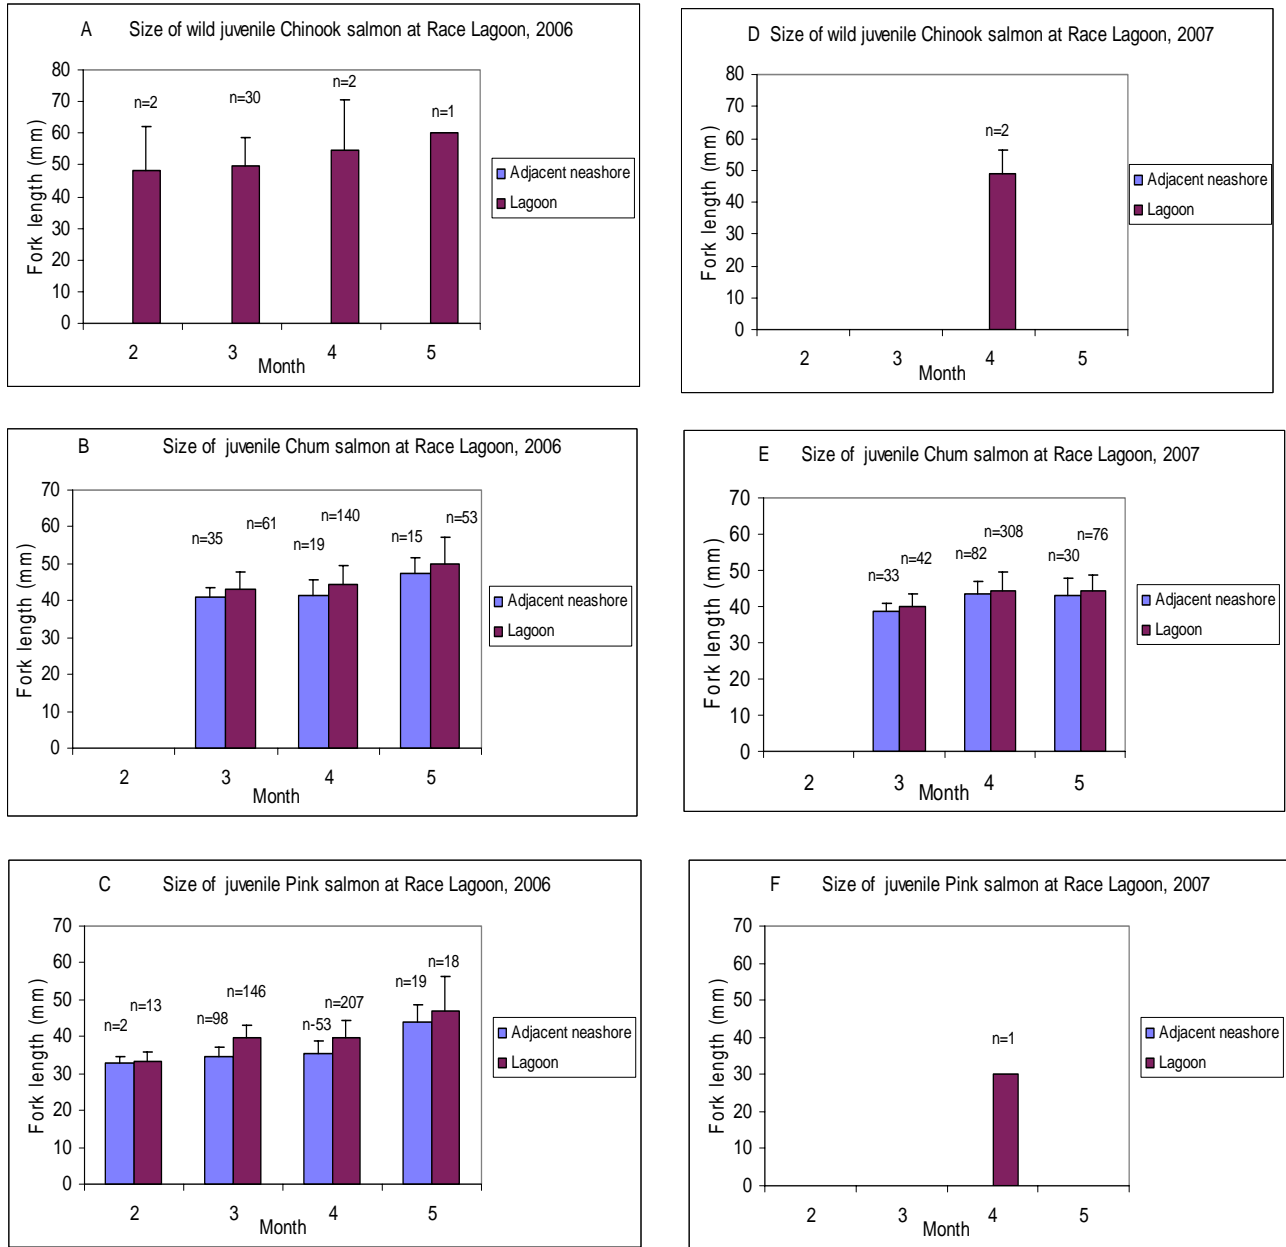 A Size of wild juvenile Chinook salmon at Race Lagoon, 2006
80
70
60
50
40
30
20
10
0
Fork length (mm)
n=2
n=30
n=2
n=1
2
3
4
5
Month
Adjacent neashore
Lagoon
D Size of wild juvenile Chinook salmon at Race Lagoon, 2007
80
70
60
50
40
30
20
10
0
Fork length (mm)
n=2
2
3
4
5
Month
Adjacent neashore
Lagoon
B Size of juvenile Chum salmon at Race Lagoon, 2006
70
60
50
40
30
20
10
0
Fork length (mm)
n=35
n=61
n=19
n=140
n=15
n=53
2
3
4
5
Month
Adjacent neashore
Lagoon
E Size of juvenile Chum salmon at Race Lagoon, 2007
70
60
50
40
30
20
10
0
Fork length (mm)
n=33
n=42
n=82
n=308
n=30
n=76
2
3
4
5
Month
Adjacent neashore
Lagoon
C Size of juvenile Pink salmon at Race Lagoon, 2006
70
60
50
40
30
20
10
0
Fork length (mm)
n=2
n=13
n=98
n=146
n-53
n=207
n=19
n=18
2
3
4
5
Month
Adjacent neashore
Lagoon
F Size of juvenile Pink salmon at Race Lagoon, 2007
70
60
50
40
30
20
10
0
Fork length (mm)
n=1
2
3
4
5
Month
Adjacent neashore
Lagoon